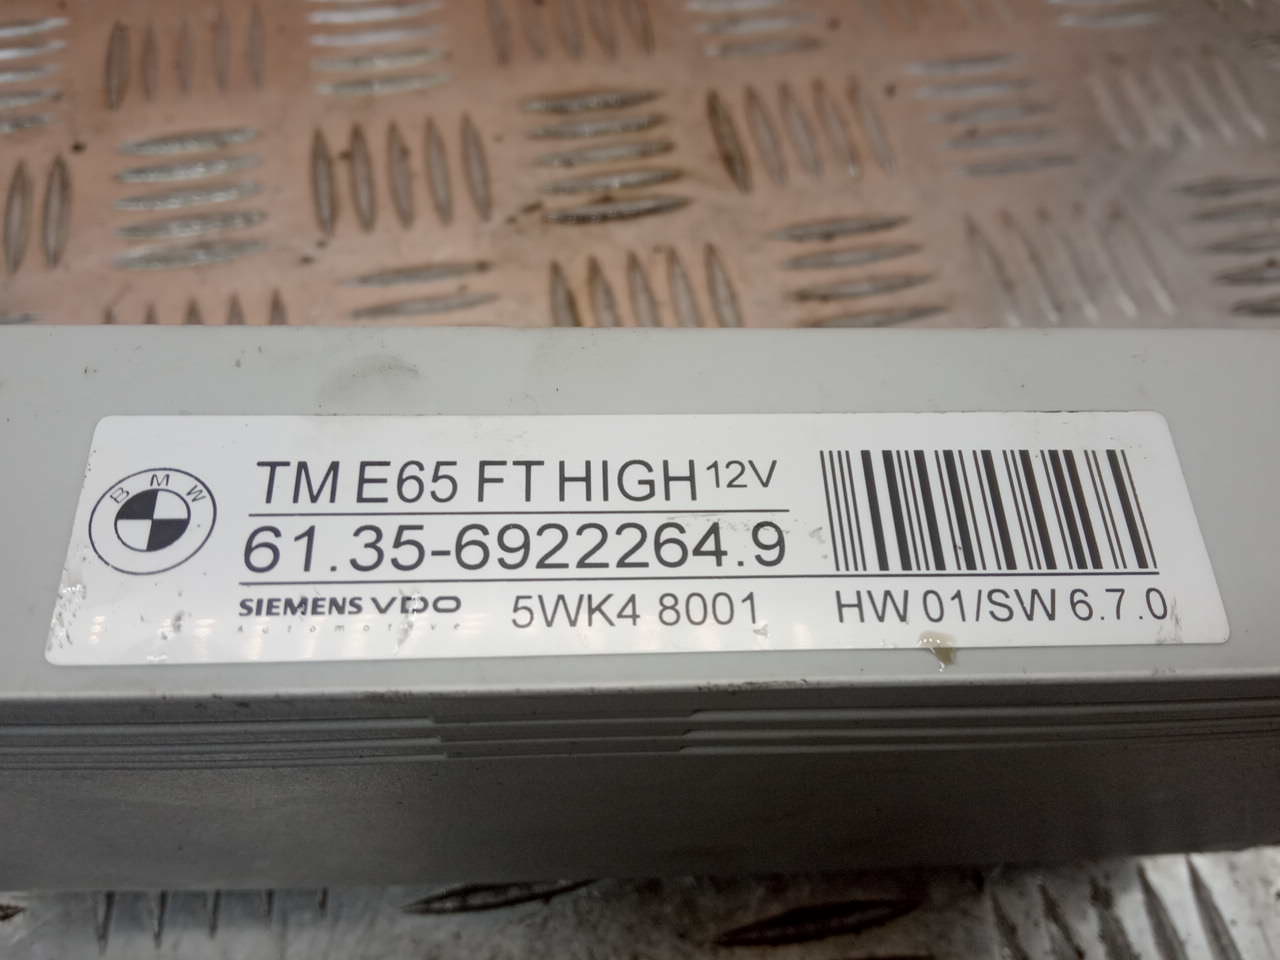 BMW
TM E65 FT HIGH 12V
61.35-6922264.9
SIEMENS VDO
Automotive
5WK4 8001
HW 01/SW 6.7.0